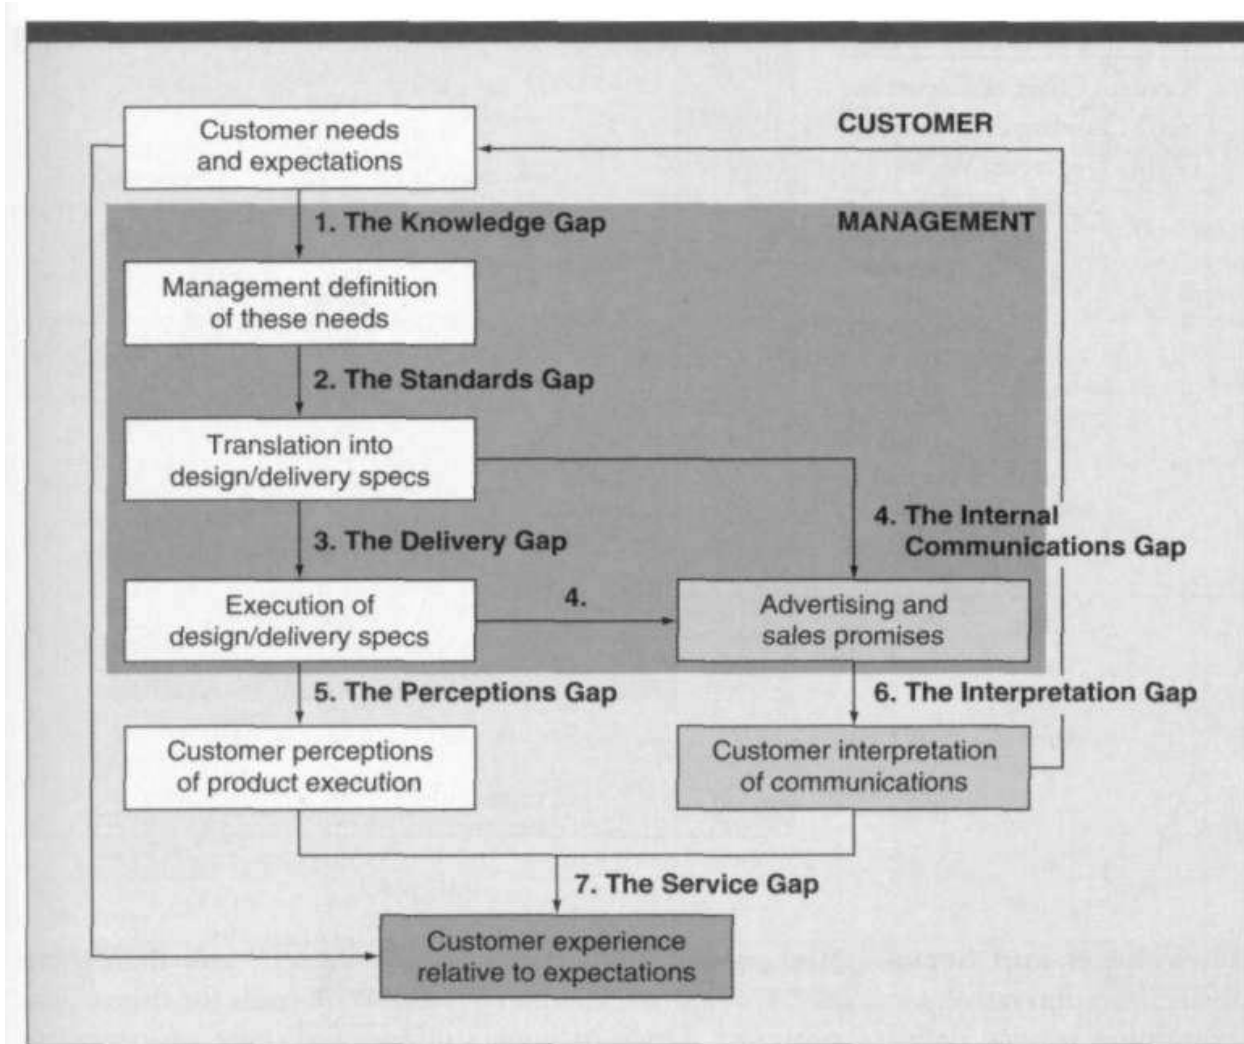 CUSTOMER
Customer needs
and expectations
1. The Knowledge Gap
MANAGEMENT
Management definition
of these needs
2. The Standards Gap
Translation into
design/delivery specs
3. The Delivery Gap
4. The Internal
Communications Gap
Execution of
design/delivery specs
4.
Advertising and
sales promises
5. The Perceptions Gap
6. The Interpretation Gap
Customer perceptions
of product execution
Customer interpretation
of communications
7. The Service Gap
Customer experience
relative to expectations